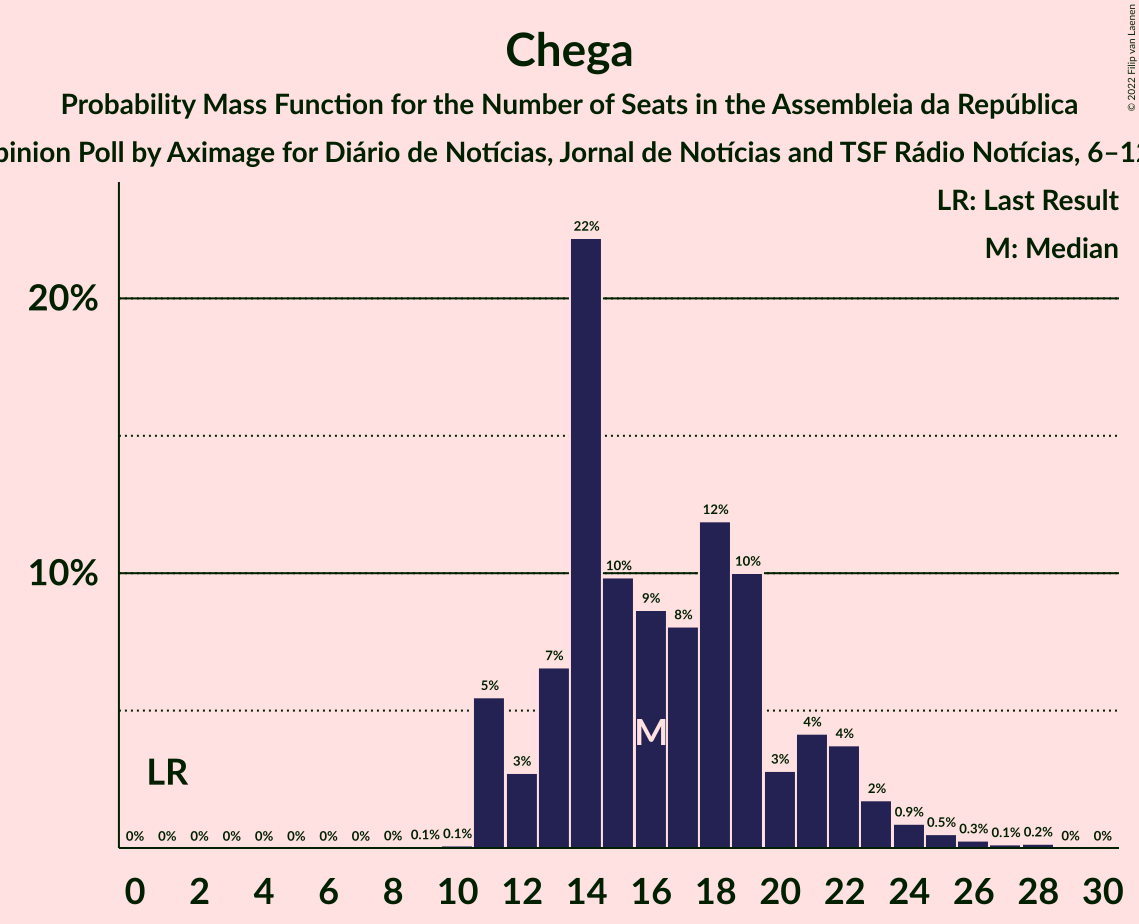 © 2022 Filip van Laenen
Chega
Probability Mass Function for the Number of Seats in the Assembleia da República
Poll by Aximage for Diário de Notícias, Jornal de Notícias and TSF Rádio Notícias,
LR: Last Result
M: Median
20%
10%
0% 0% 0% 0% 0% 0% 0% 0% 0% 0.1% 0.1% 5% 3% 7% 22% 10% 9% 8% 12% 10% 3% 4% 4% 2% 0.9% 0.5% 0.3% 0.1% 0.2% 0% 0%
LR
M
0 2 4 6 8 10 12 14 16 18 20 22 24 26 28 30